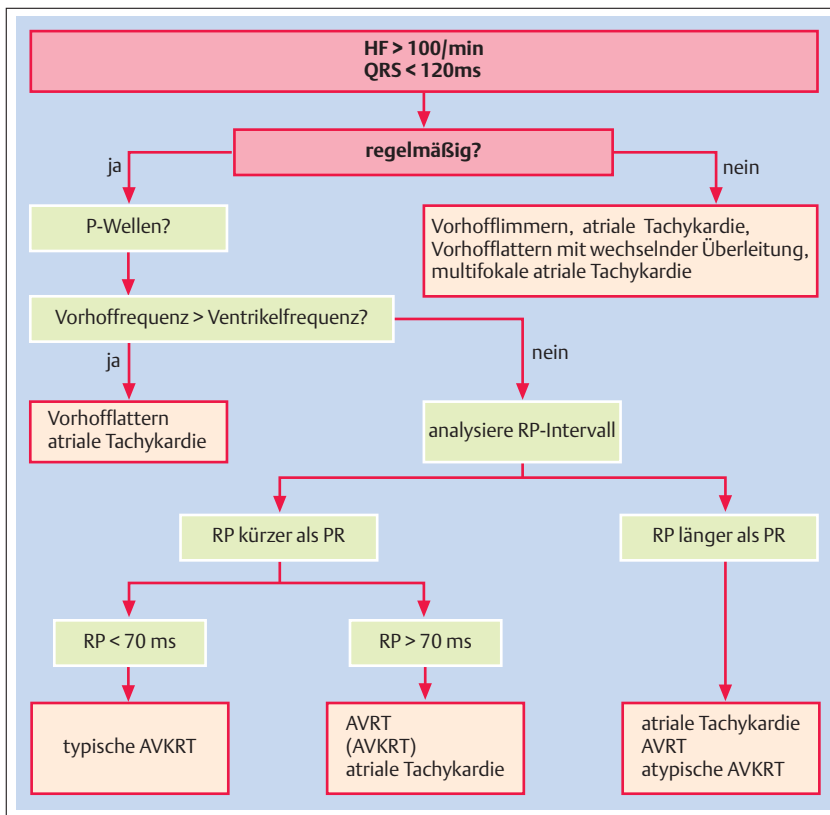 HF > 100/min
QRS < 120ms
regelmäßig?
ja
nein
P-Wellen?
Vorhofflimmern, atriale Tachykardie,
Vorhofflattern mit wechselnder Überleitung,
multifokale atriale Tachykardie
Vorhoffrequenz > Ventrikelfrequenz?
ja
nein
Vorhofflattern
atriale Tachykardie
analysiere RP-Intervall
RP kürzer als PR
RP länger als PR
RP < 70 ms
RP > 70 ms
typische AVKRT
AVRT
(AVKRT)
atriale Tachykardie
atriale Tachykardie
AVRT
atypische AVKRT